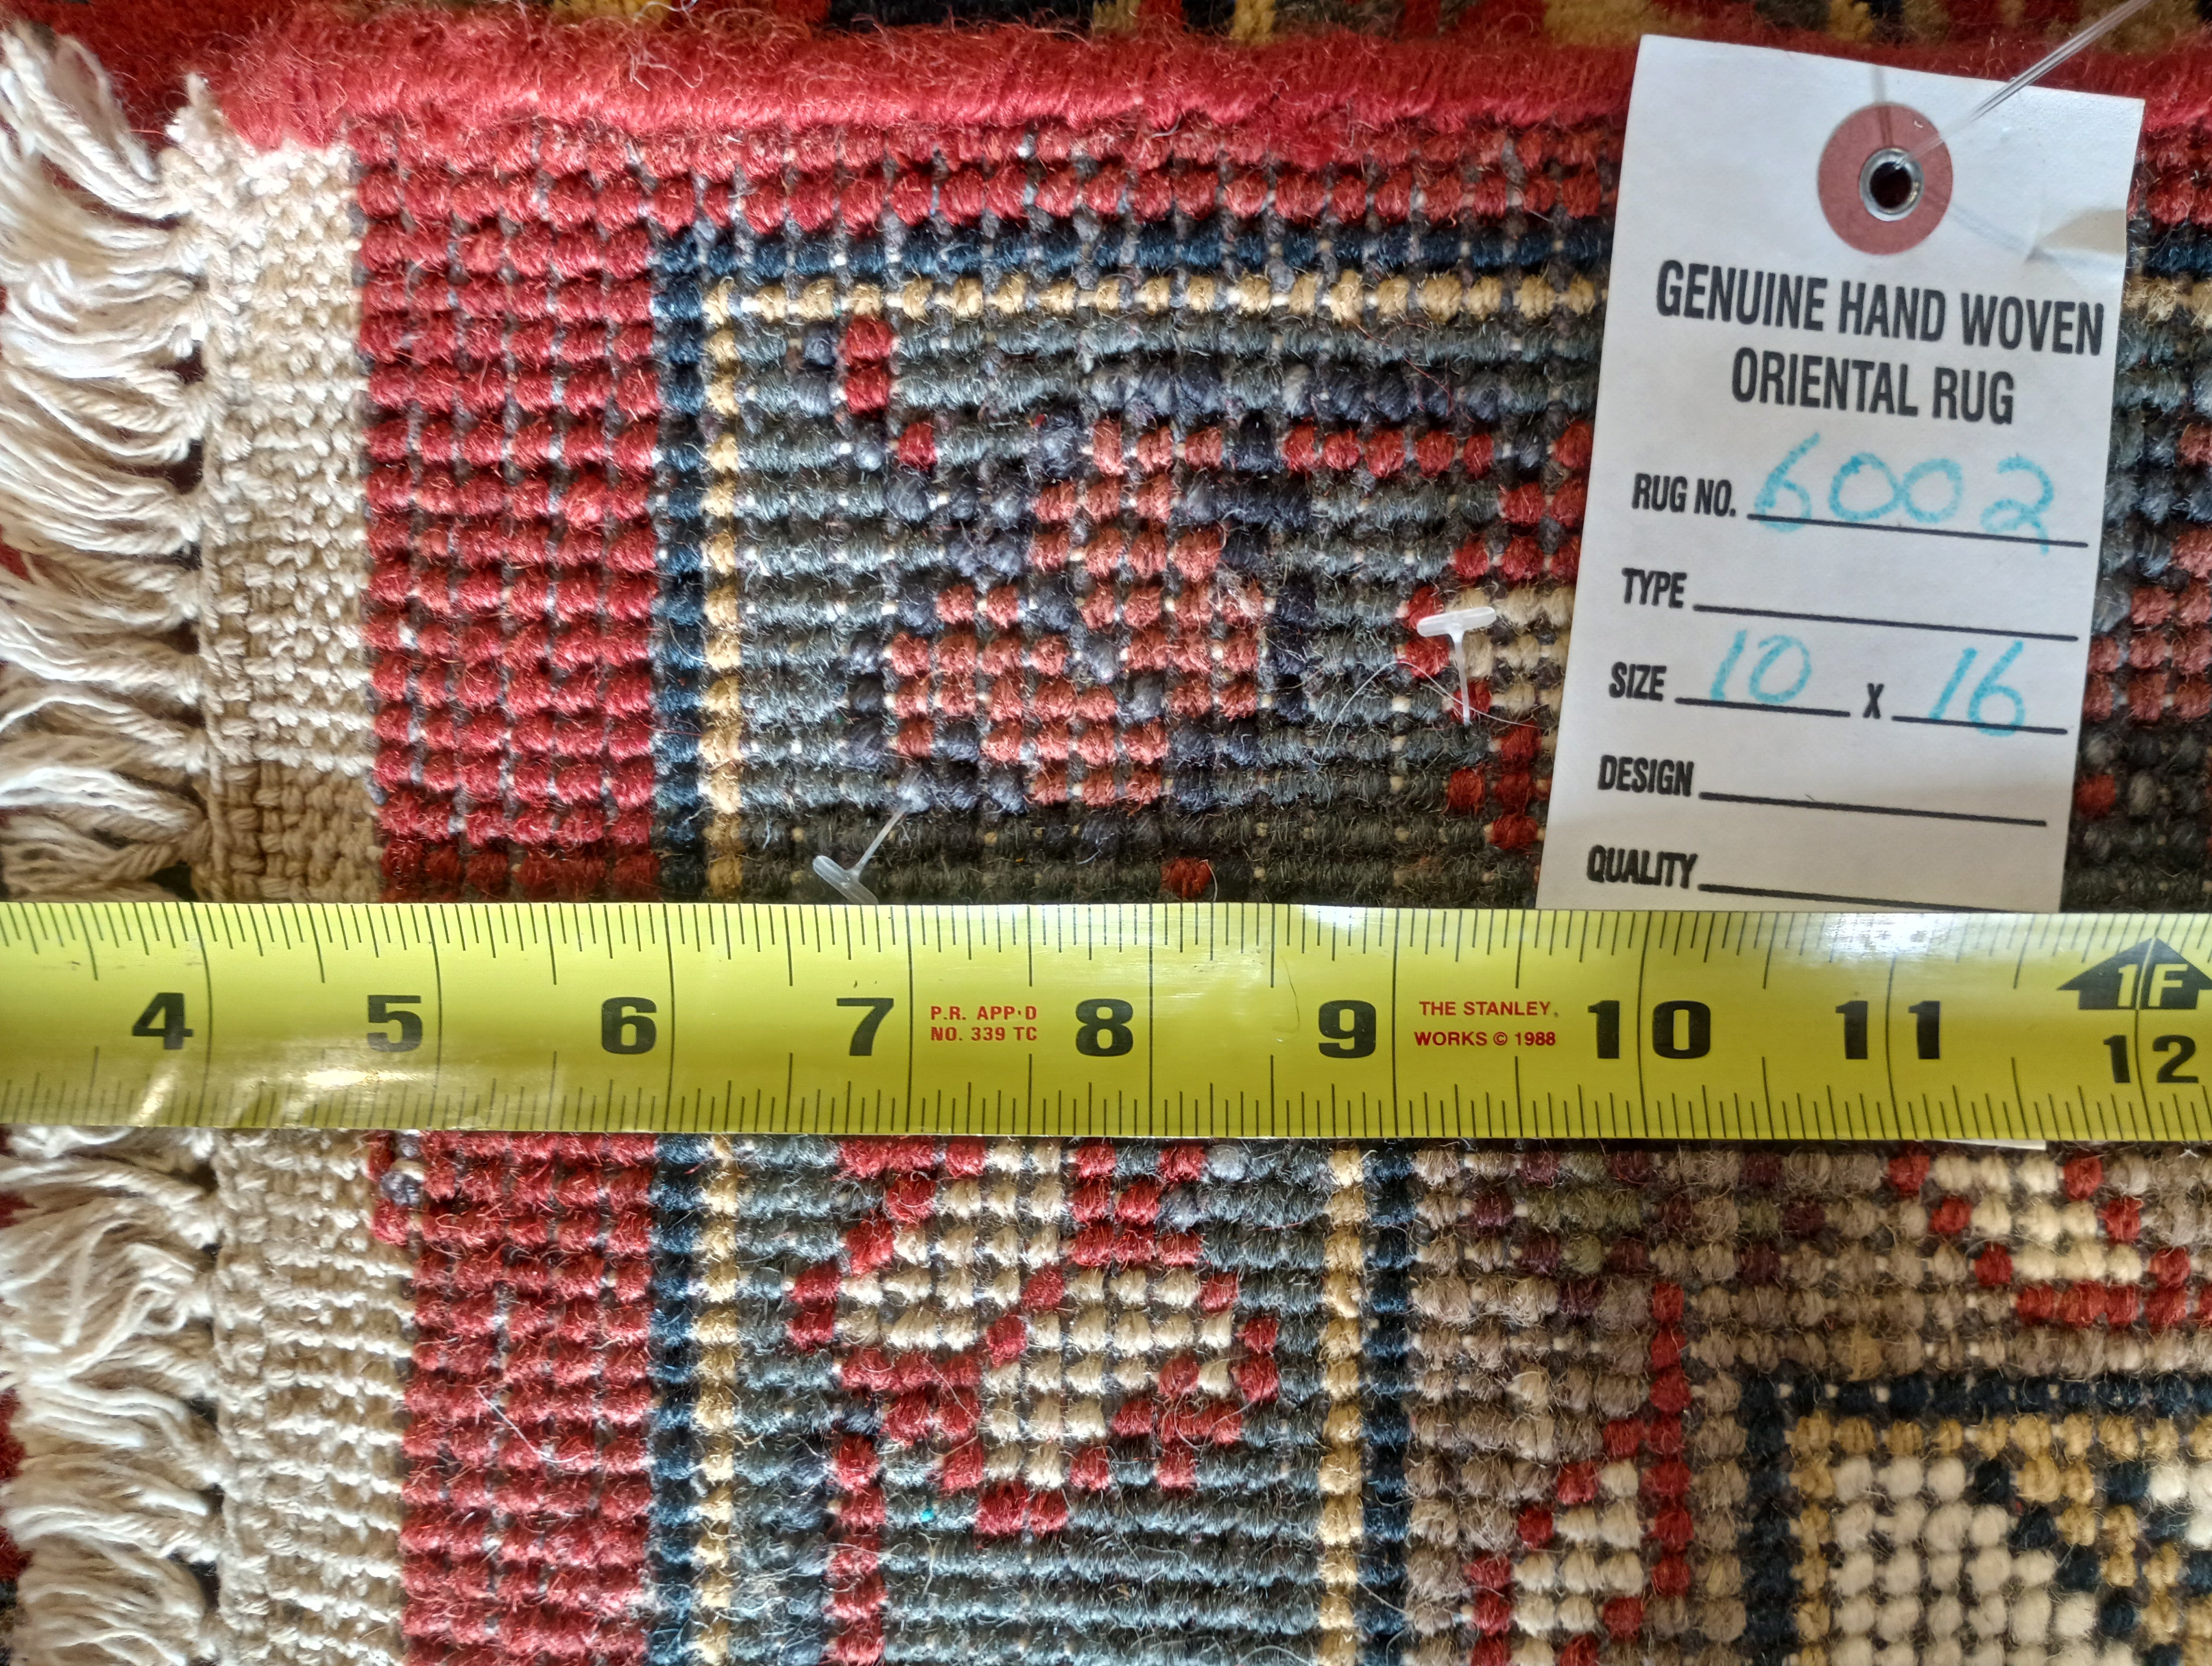 GENUINE HAND WOVEN
ORIENTAL RUG
RUG NO. 6002
TYPE
SIZE 10 X 16
DESIGN
QUALITY
4 5 6 7 8 9 10 11 12
1F
P.R. APP'D
NO. 339 TC
THE STANLEY
WORKS © 1988